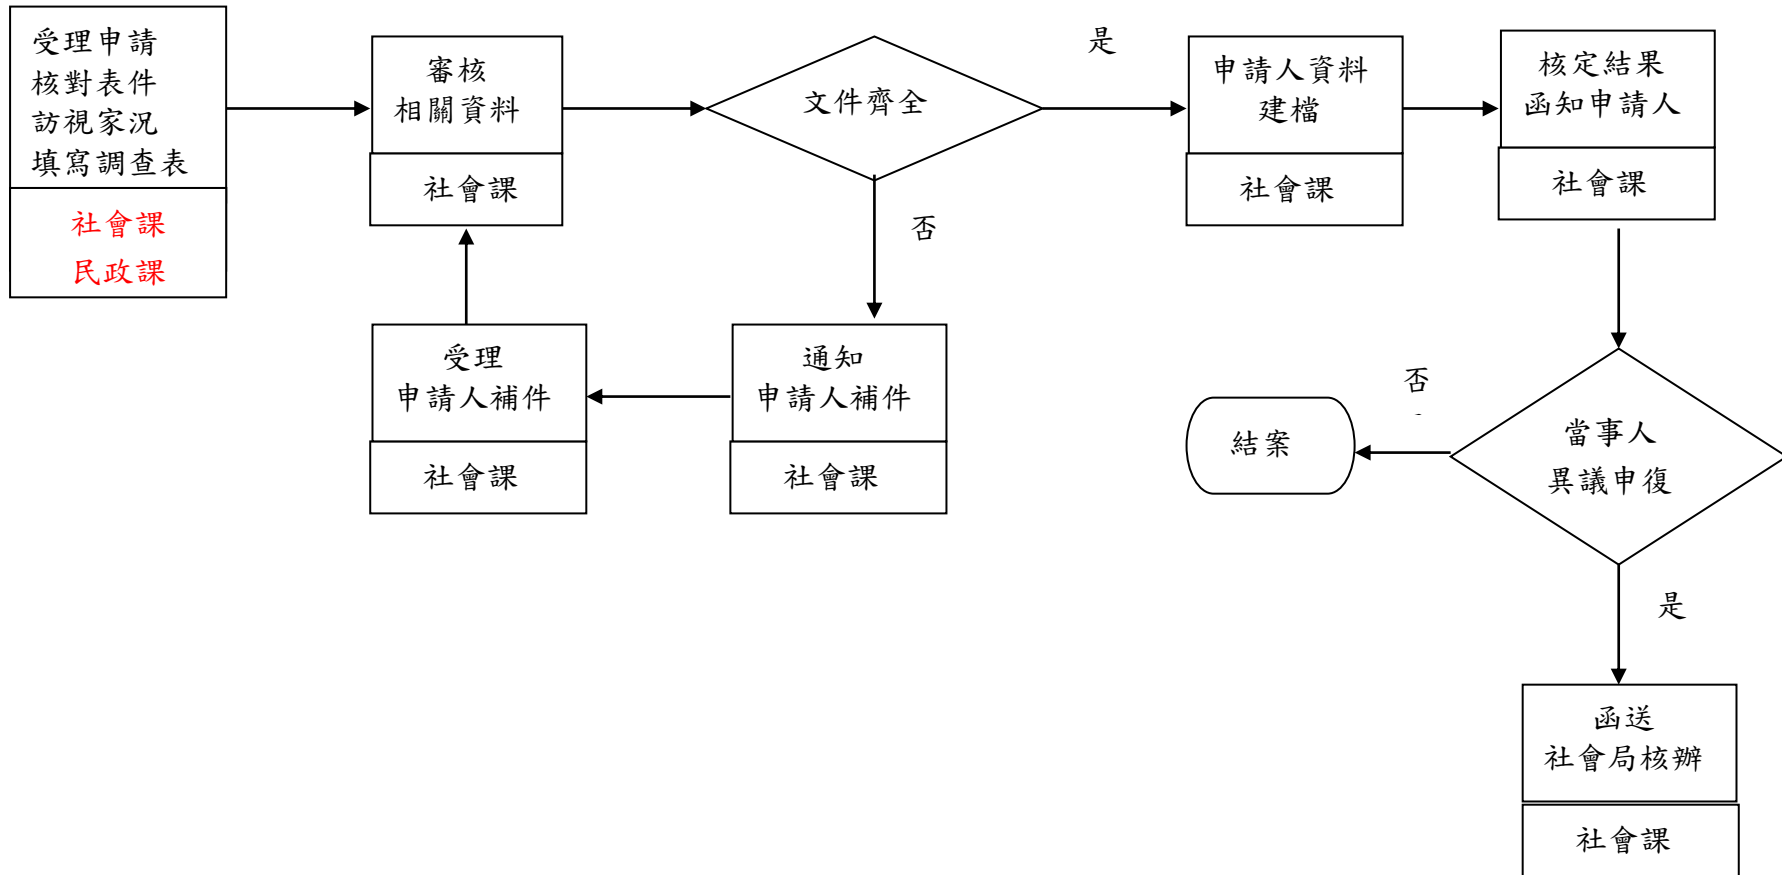 受理申請
核對表件
訪視家況
填寫調查表
社會課
民政課
審核
相關資料
社會課
文件齊全
是
否
申請人資料
建檔
社會課
核定結果
函知申請人
社會課
受理
申請人補件
社會課
通知
申請人補件
社會課
否
結案
當事人
異議申復
是
函送
社會局核辦
社會課